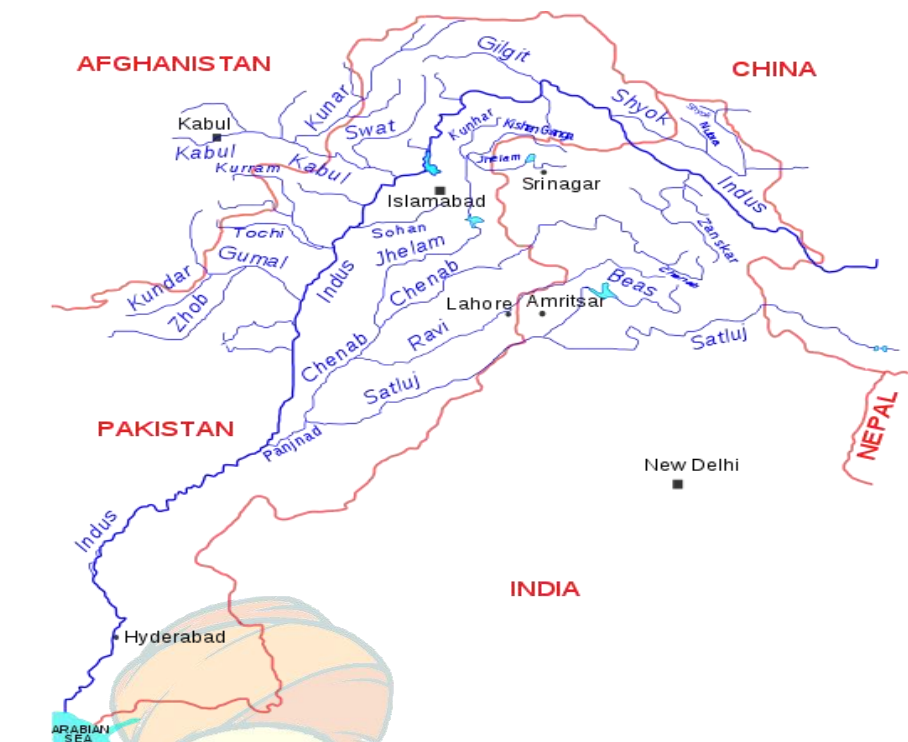 AFGHANISTAN
Gilgit
CHINA
Kunar
Shyok
Shyok
Nubra
Kabul
Swat
Kunhar
Kishan Ganga
Kabul
Kabul
Kurram
Jhelam
Srinagar
Indus
Islamabad
Zanskar
Tochi
Sohan
Jhelam
Gumal
Indus
Chenab
Kundar
Zhob
Beas
Lahore
Amritsar
Ravi
Chenab
Satluj
Satluj
PAKISTAN
Panjnad
NEPAL
New Delhi
Indus
INDIA
Hyderabad
ARABIAN
SEA